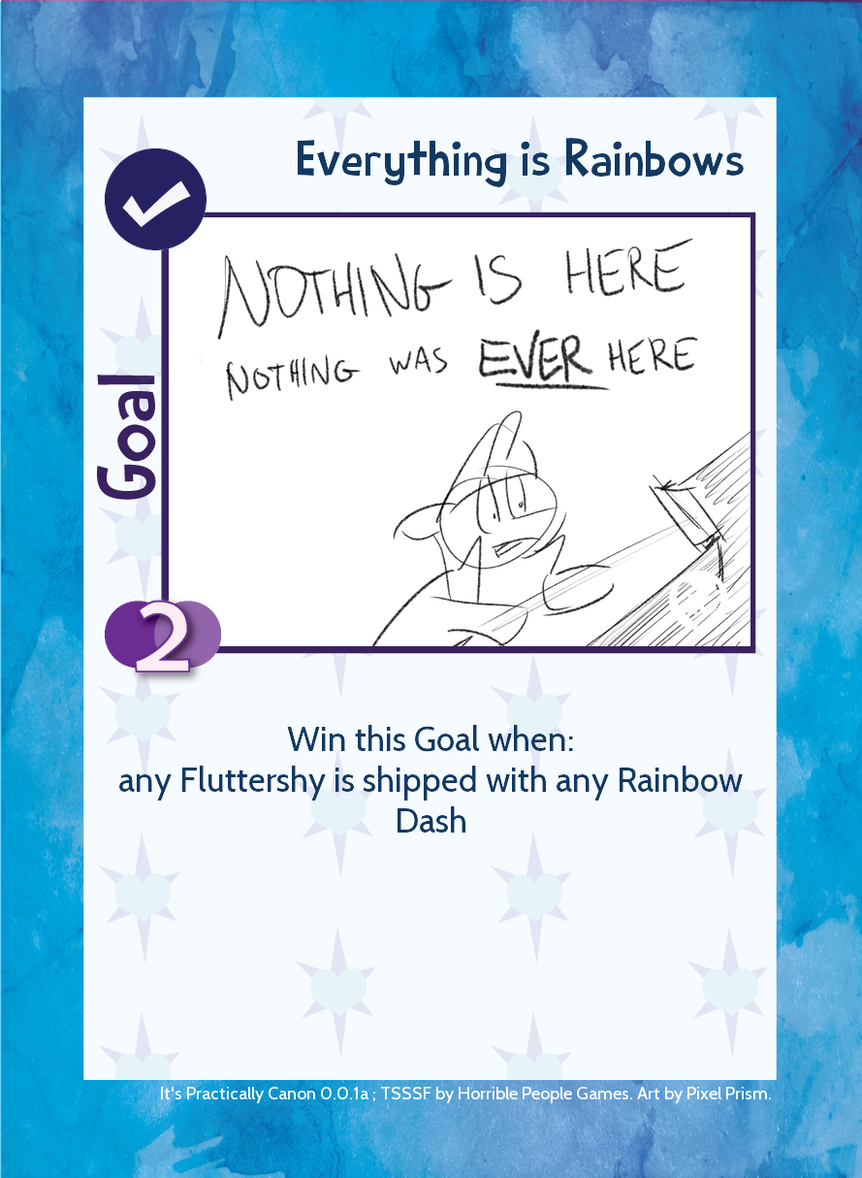 Everything is Rainbows
NOTHING IS HERE
NOTHING WAS EVER HERE
Goal
2
Win this Goal when:
any Fluttershy is shipped with any Rainbow
Dash
It's Practically Canon 0.0.1a ; TSSSF by Horrible People Games. Art by Pixel Prism.